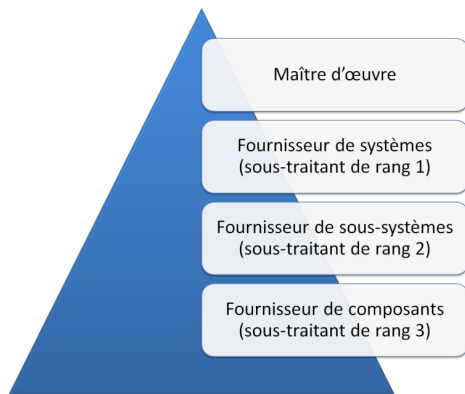 Maître d'œuvre
Fournisseur de systèmes
(sous-traitant de rang 1)
Fournisseur de sous-systèmes
(sous-traitant de rang 2)
Fournisseur de composants
(sous-traitant de rang 3)